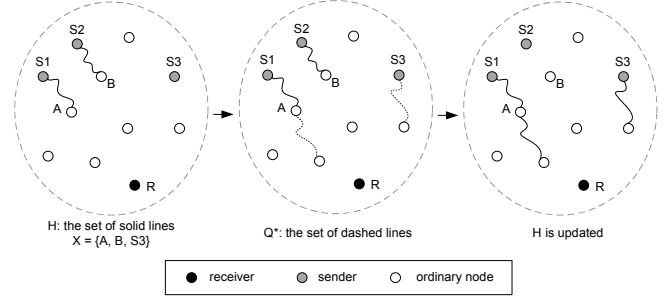 S1
S2
S3
A
B
R
H: the set of solid lines
X = {A, B, S3}
S1
S2
S3
A
B
R
Q*: the set of dashed lines
S1
S2
S3
A
B
R
H is updated
receiver
sender
ordinary node